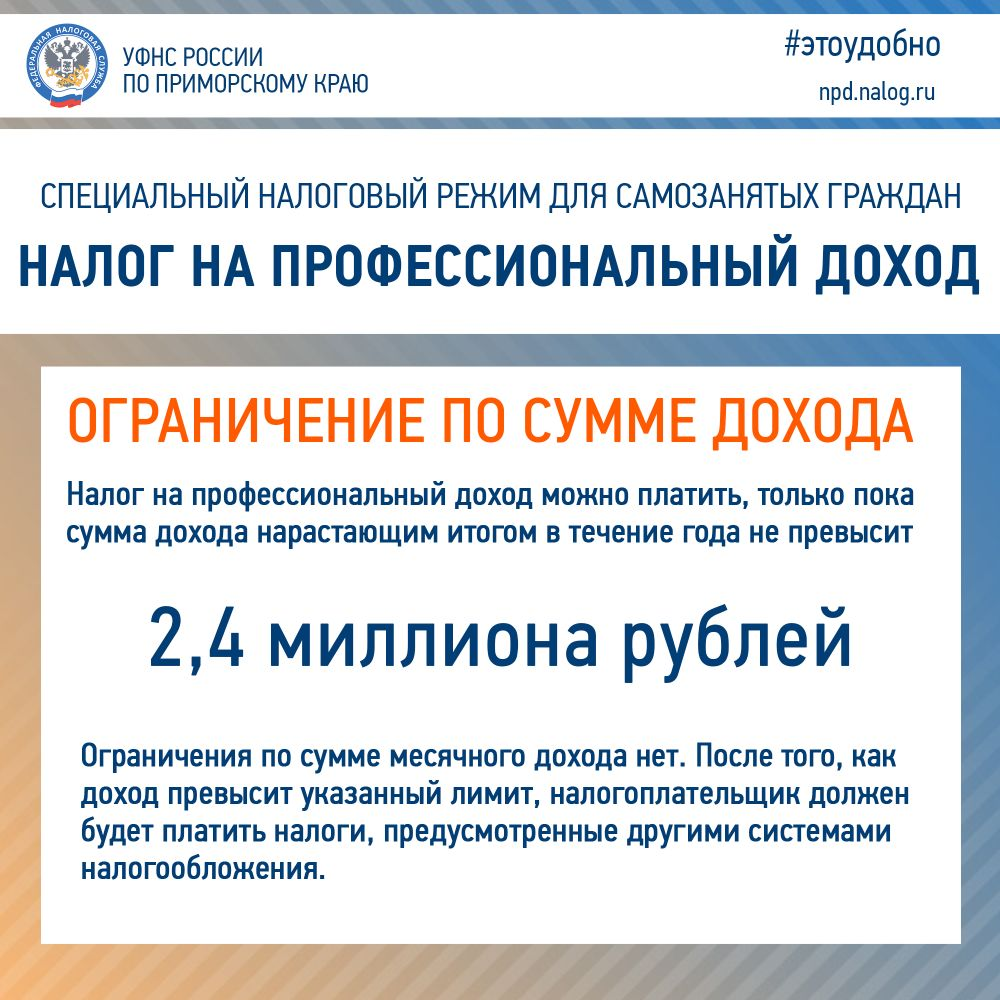 ФЕДЕРАЛЬНАЯ НАЛОГОВАЯ СЛУЖБА
УФНС РОССИИ
ПО ПРИМОРСКОМУ КРАЮ
#этоудобно
npd.nalog.ru
СПЕЦИАЛЬНЫЙ НАЛОГОВЫЙ РЕЖИМ ДЛЯ САМОЗАНЯТЫХ ГРАЖДАН
НАЛОГ НА ПРОФЕССИОНАЛЬНЫЙ ДОХОД
ОГРАНИЧЕНИЕ ПО СУММЕ ДОХОДА
Налог на профессиональный доход можно платить, только пока
сумма дохода нарастающим итогом в течение года не превысит
2,4 миллиона рублей
Ограничения по сумме месячного дохода нет. После того, как
доход превысит указанный лимит, налогоплательщик должен
будет платить налоги, предусмотренные другими системами
налогообложения.